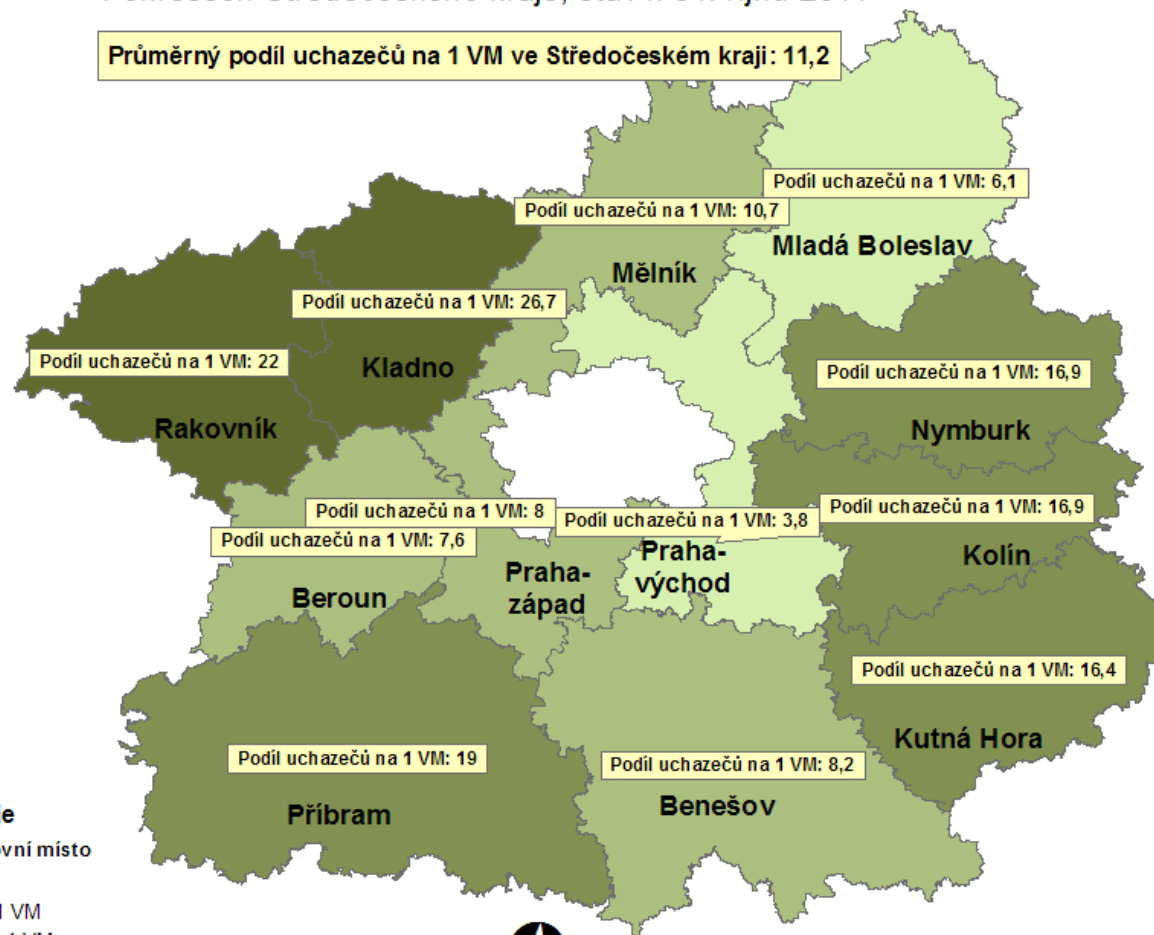 Průměrný podíl uchazečů na 1 VM ve Středočeském kraji: 11,2
Podíl uchazečů na 1 VM: 6,1
Mladá Boleslav
Podíl uchazečů na 1 VM: 10,7
Mělník
Podíl uchazečů na 1 VM: 26,7
Kladno
Podíl uchazečů na 1 VM: 22
Rakovník
Podíl uchazečů na 1 VM: 16,9
Nymburk
Podíl uchazečů na 1 VM: 8
Podíl uchazečů na 1 VM: 3,8
Podíl uchazečů na 1 VM: 16,9
Podíl uchazečů na 1 VM: 7,6
Praha-
východ
Kolín
Praha-
západ
Beroun
Podíl uchazečů na 1 VM: 16,4
Kutná Hora
Podíl uchazečů na 1 VM: 19
Příbram
Podíl uchazečů na 1 VM: 8,2
Benešov
je
vní místo
1 VM